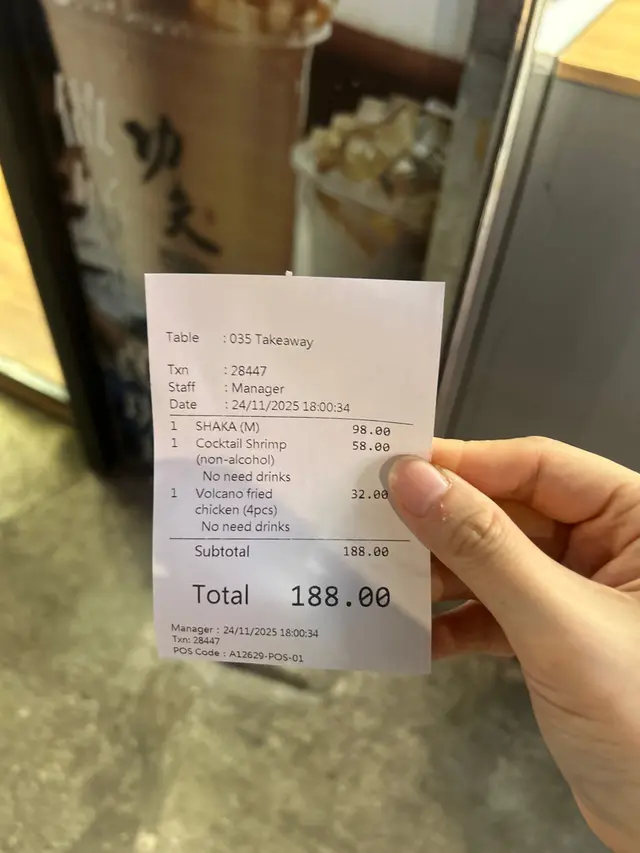 功夫
Table : 035 Takeaway
Txn : 28447
Staff : Manager
Date : 24/11/2025 18:00:34
1 SHAKA (M) 98.00
1 Cocktail Shrimp 58.00
(non-alcohol)
No need drinks
1 Volcano fried 32.00
chicken (4pcs)
No need drinks
Subtotal 188.00
Total 188.00
Manager : 24/11/2025 18:00:34
Txn: 28447
POS Code : A12629-POS-01